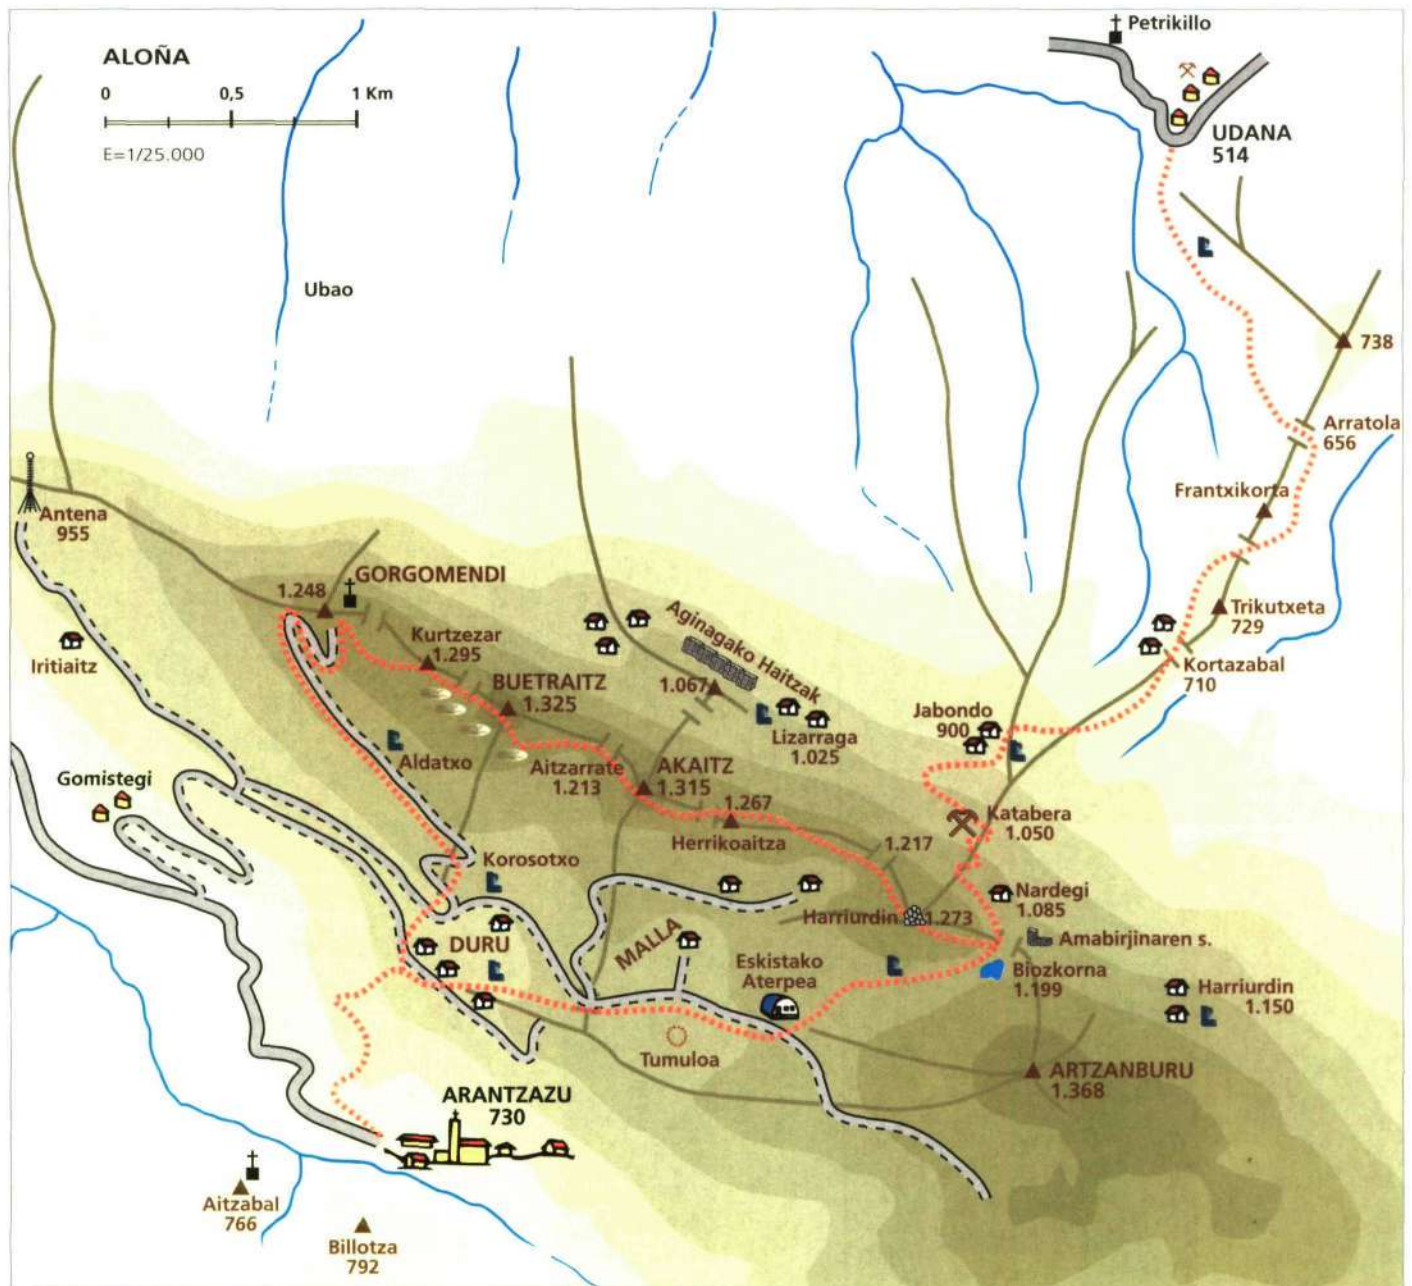 Petrikillo
ALOÑA
0 0,5 1 Km
E=1/25.000
UDANA
514
Ubao
738
Arratola
656
Frantxikorta
Antena
955
GORGOMENDI
1.248
Trikutxeta
729
Iritiaitz
Kurtzezar
1.295
Aginagako Haitzak
Kortazabal
710
BUETRAITZ
1.325
1.067
Jabondo
900
Lizarraga
1.025
Aldatxo
Aitzarrate
1.213
AKAITZ
1.315
Gomistegi
1.267
Katabera
1.050
Herrikoaitza
1.217
Korosotxo
Nardegi
1.085
Harriurdin
1.273
MALLA
DURU
Amabirjinaren s.
Eskistako
Aterpea
Biozkorna
1.199
Harriurdin
1.150
Tumuloa
ARTZANBURU
1.368
ARANTZAZU
730
Aitzabal
766
Billotza
792